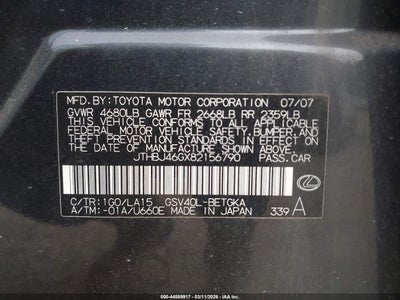 MFD.BY:TOYOTA MOTOR CORPORATION 07/07
GVWR 4680LB GAWR FR 2668LB RR 2359LB
THIS VEHICLE CONFORMS TO ALL APPLICABLE
FEDERAL MOTOR VEHICLE SAFETY, BUMPER, AND
THEFT PREVENTION STANDARDS IN EFFECT ON THE
DATE OF MANUFACTURE SHOWN ABOVE.
JTHBJ46GX82156790 PASS.CAR
C/TR:1G0/LA15 GSV40L-BETGKA
A/TM:-01A/U660E MADE IN JAPAN 339 A
000-44589917 - 03/11/2026 - IAAI.COM